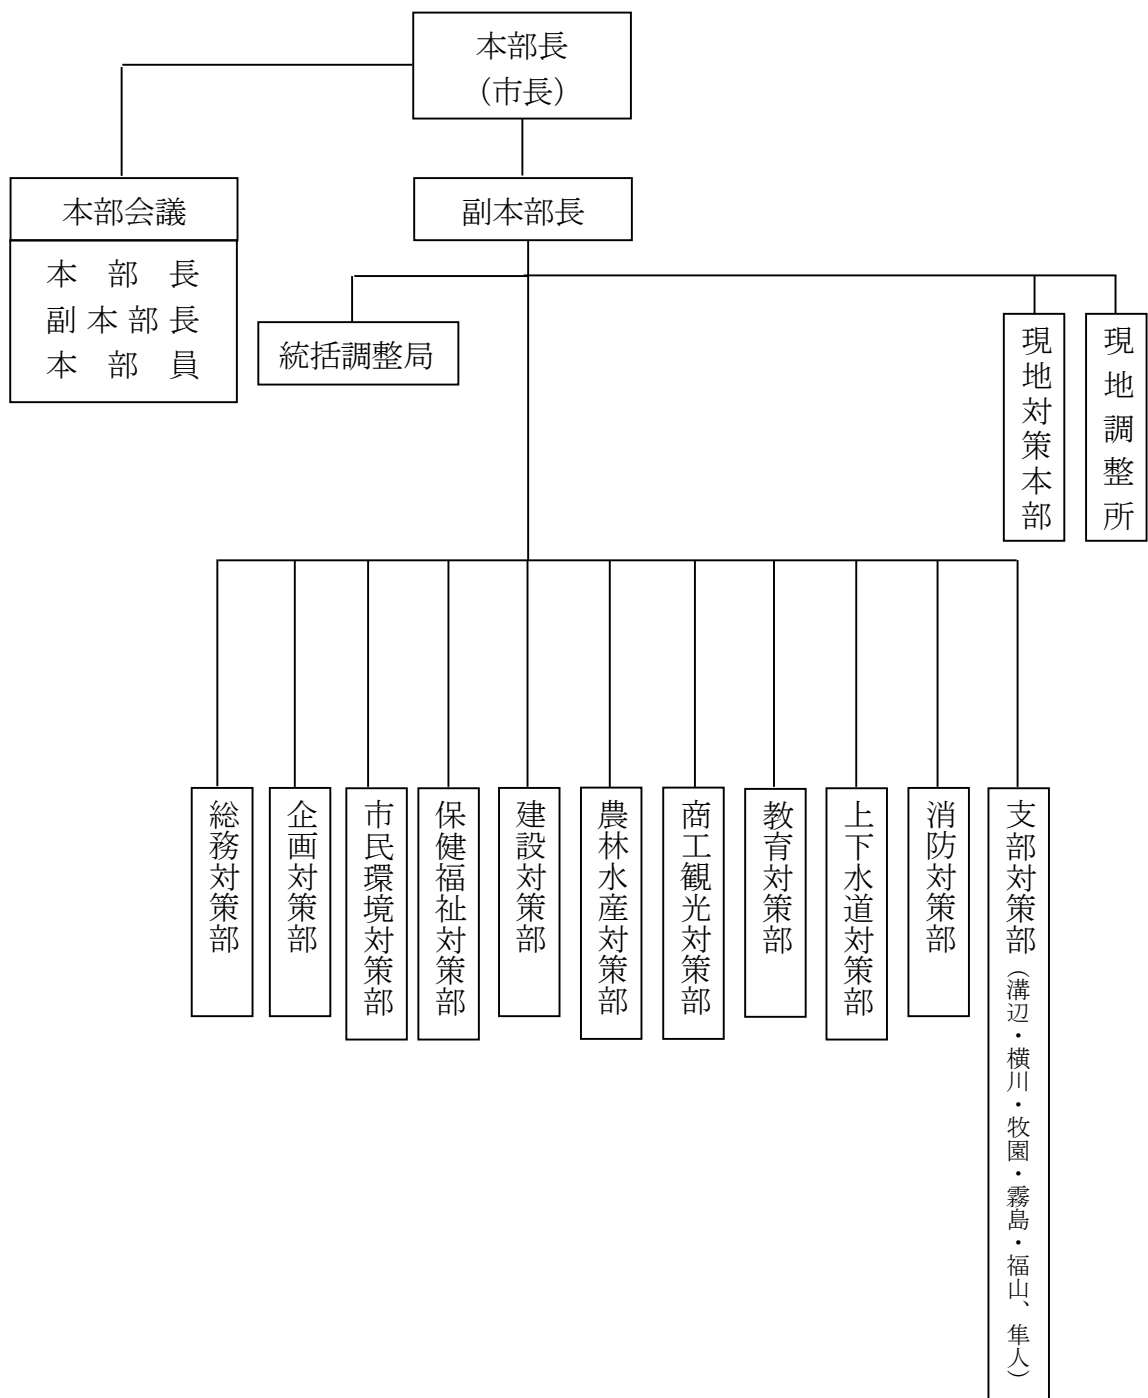 本部長
（市長）
本部会議
副本部長
本　部　長
副 本 部 長
本　部　員
統括調整局
現地対策本部
現地調整所
総務対策部
企画対策部
市民環境対策部
保健福祉対策部
建設対策部
農林水産対策部
商工観光対策部
教育対策部
上下水道対策部
消防対策部
支部対策部（溝辺・横川・牧園・霧島・福山、隼人）